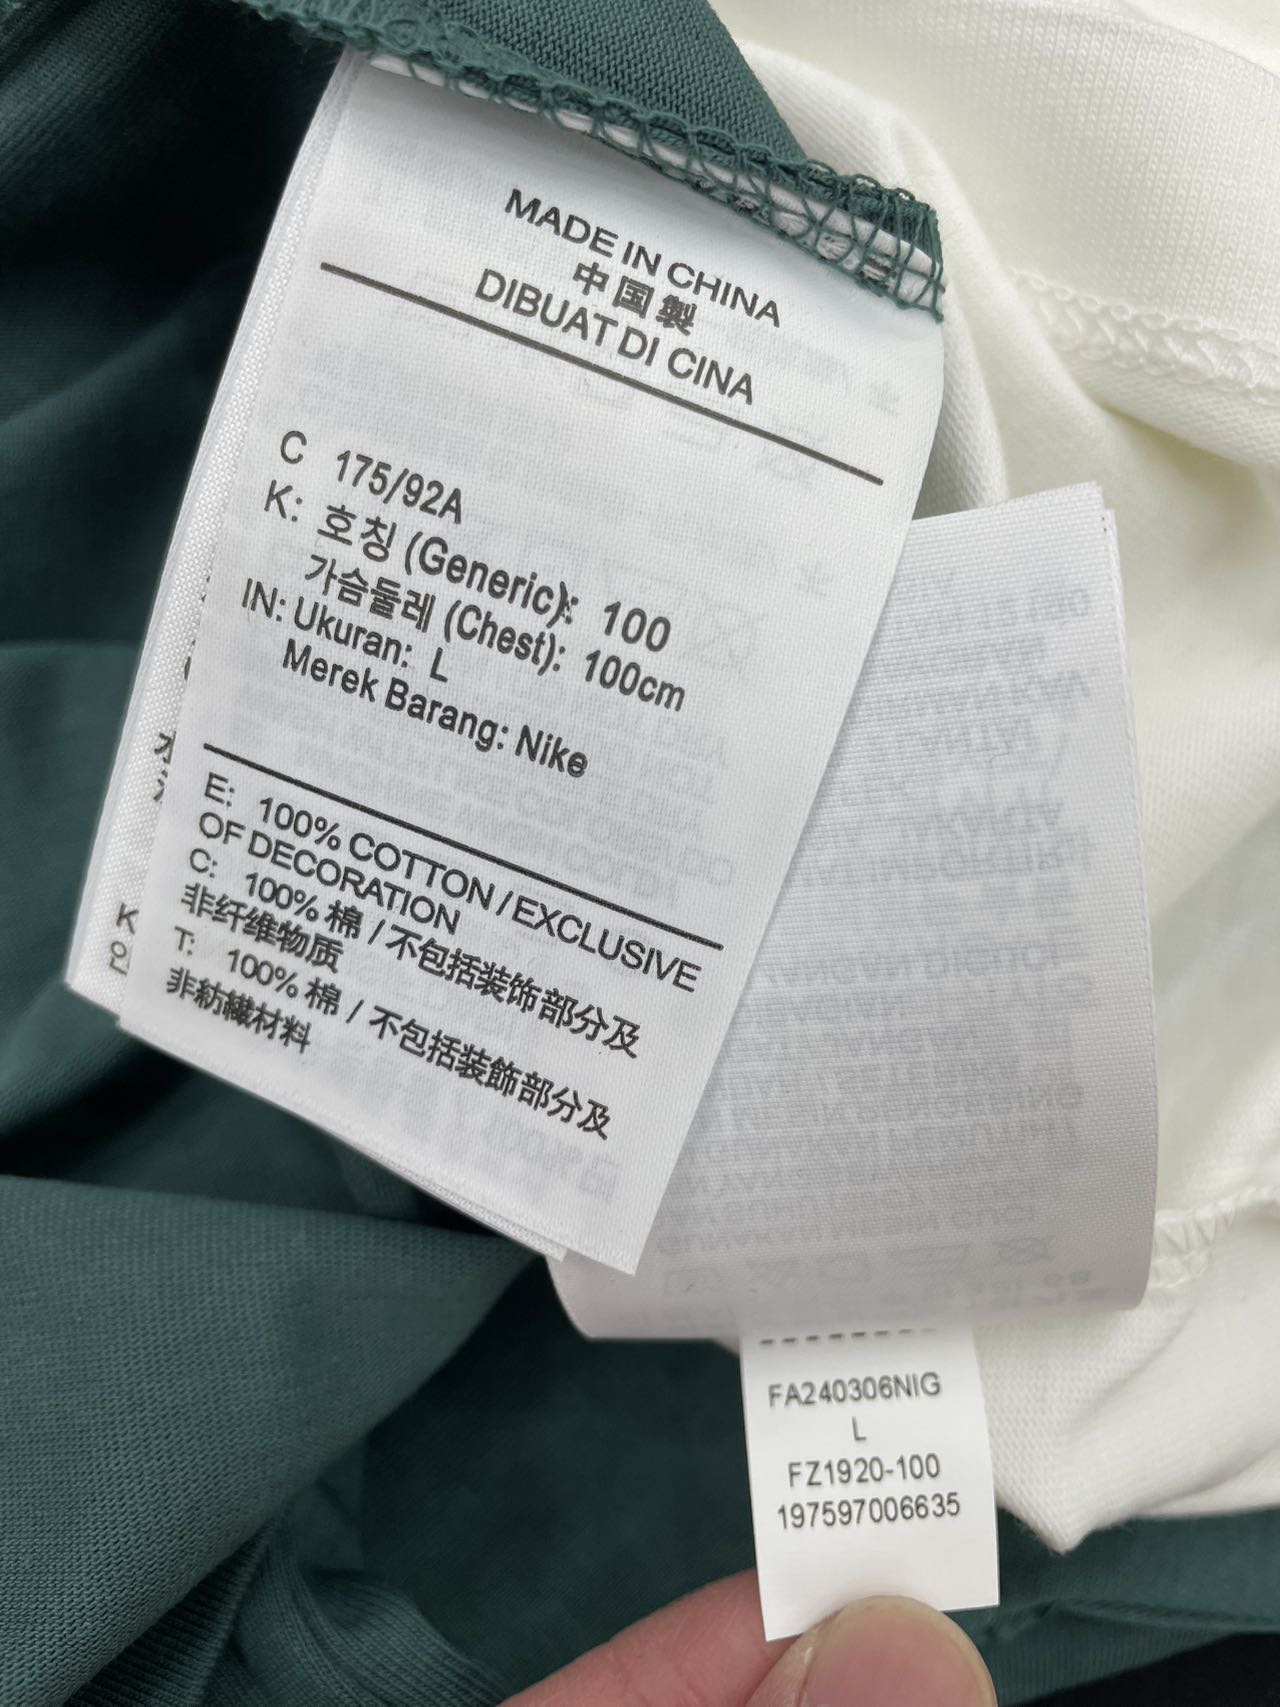 MADE IN CHINA
中国製
DIBUAT DI CINA
C 175/92A
K: 호칭 (Generic): 100
가슴둘레 (Chest): 100cm
IN: Ukuran: L
Merek Barang: Nike
E: 100% COTTON / EXCLUSIVE
OF DECORATION
C: 100% 棉 / 不包括装饰部分及
非纤维物质
T: 100% 棉 / 不包括装飾部分及
非紡纖材料
K
FA240306NIG
L
FZ1920-100
197597006635